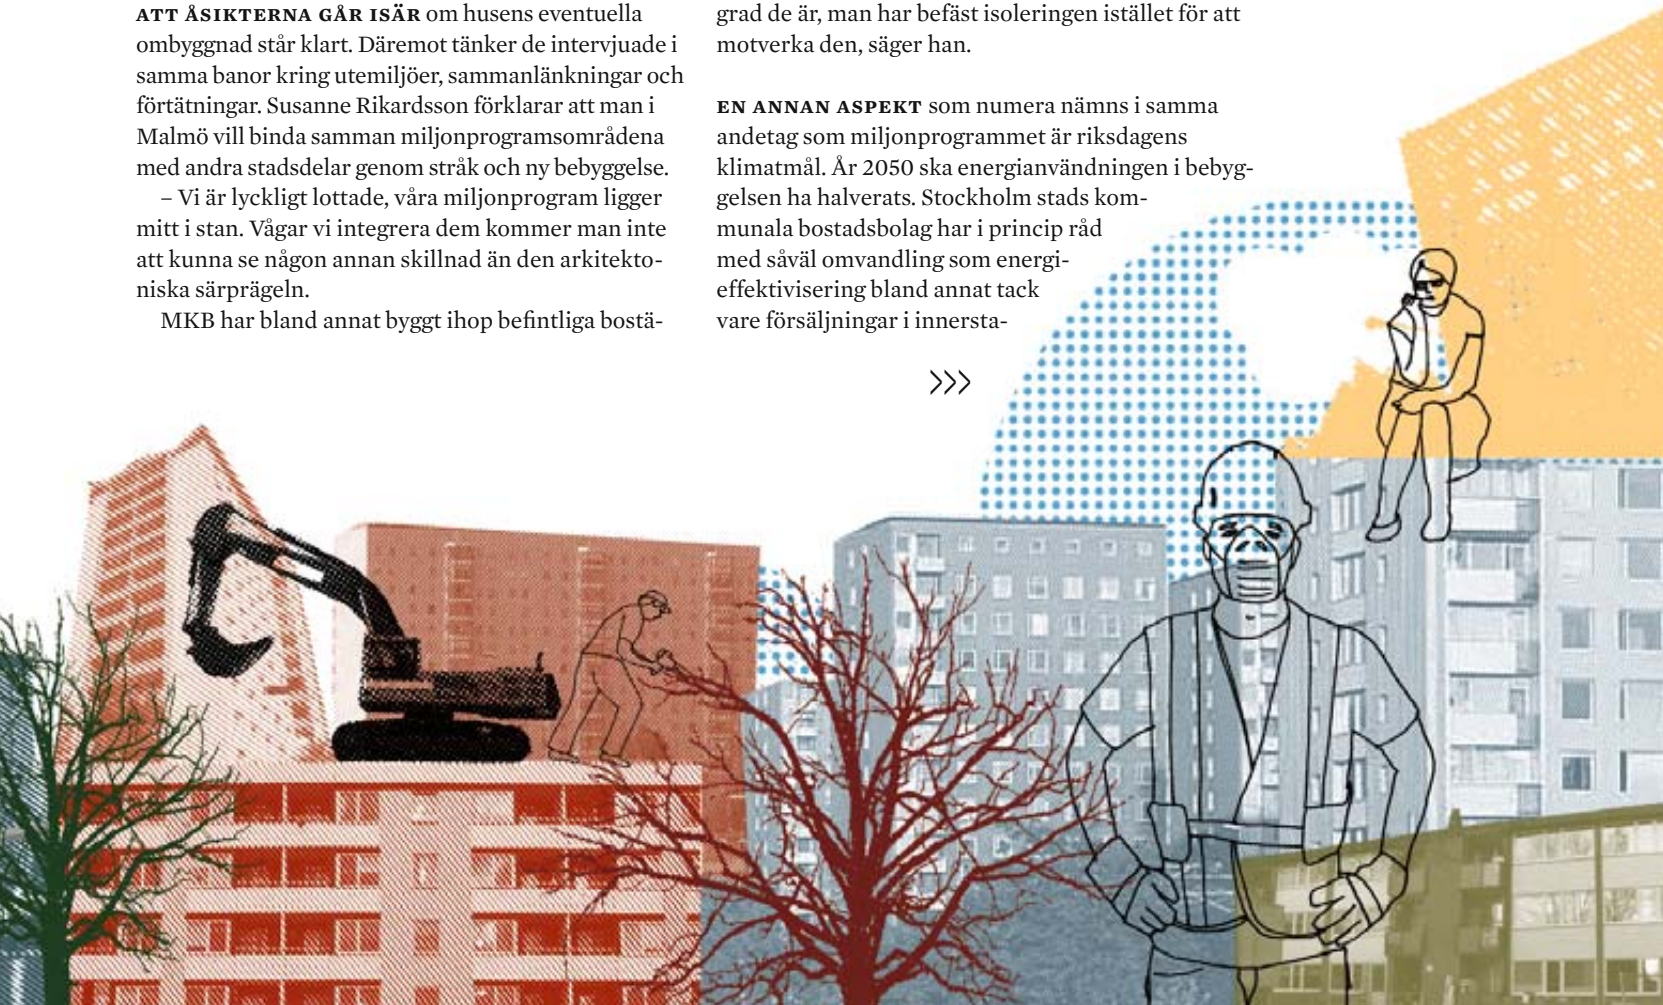 ATT ÅSIKTERNA GÅR ISÄR om husens eventuella
ombyggnad står klart. Däremot tänker de intervjuade i
samma banor kring utemiljöer, sammanlänkningar och
förtätningar. Susanne Rikardsson förklarar att man i
Malmö vill binda samman miljonprogramsområdena
med andra stadsdelar genom stråk och ny bebyggelse.
– Vi är lyckligt lottade, våra miljonprogram ligger
mitt i stan. Vågar vi integrera dem kommer man inte
att kunna se någon annan skillnad än den arkitekto-
niska särprägeln.
MKB har bland annat byggt ihop befintliga bostä-
grad de är, man har befäst isoleringen istället för att
motverka den, säger han.
EN ANNAN ASPEKT som numera nämns i samma
andetag som miljonprogrammet är riksdagens
klimatmål. År 2050 ska energianvändningen i bebyg-
gelsen ha halverats. Stockholm stads kom-
munala bostadsbolag har i princip råd
med såväl omvandling som energi-
effektivisering bland annat tack
vare försäljningar i innersta-
>>>